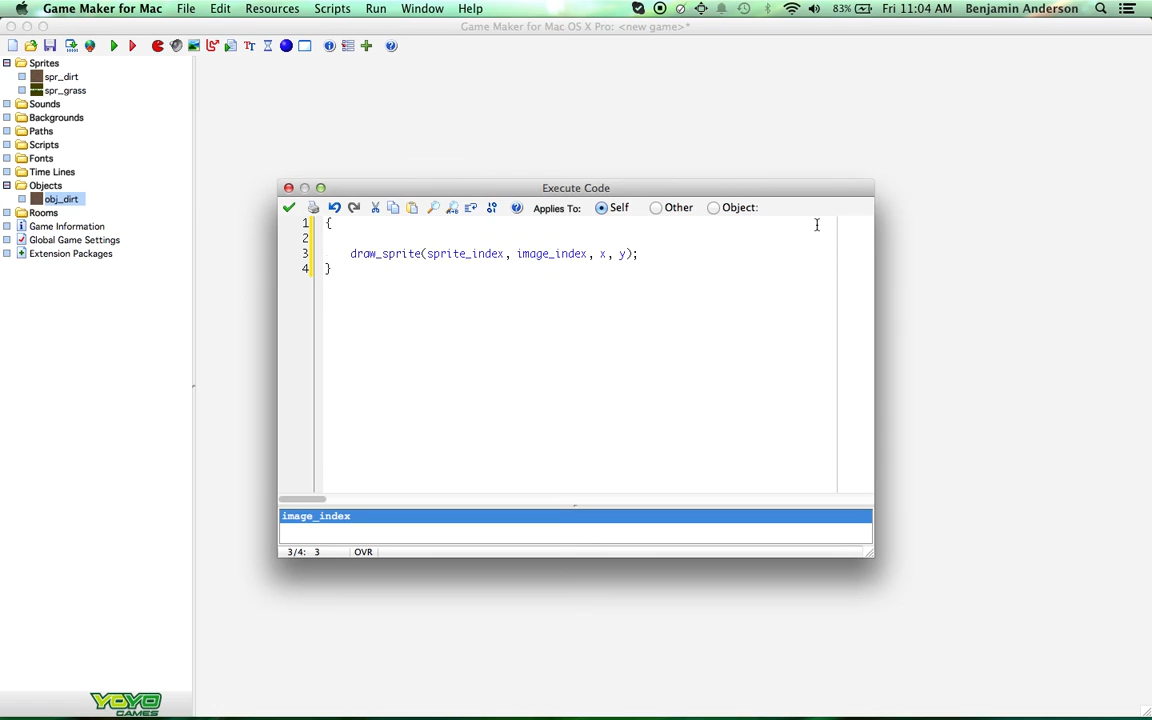 Game Maker for Mac File Edit Resources Scripts Run Window Help 83% Fri 11:04 AM Benjamin Anderson
Game Maker for Mac OS X Pro: <new game>*
Sprites
spr_dirt
spr_grass
Sounds
Backgrounds
Paths
Scripts
Fonts
Time Lines
Objects
obj_dirt
Rooms
Game Information
Global Game Settings
Extension Packages
Execute Code
Applies To: Self Other Object:
1 {
2
3 draw_sprite(sprite_index, image_index, x, y);
4 }
image_index
3/4: 3 OVR
YOYO
GAMES